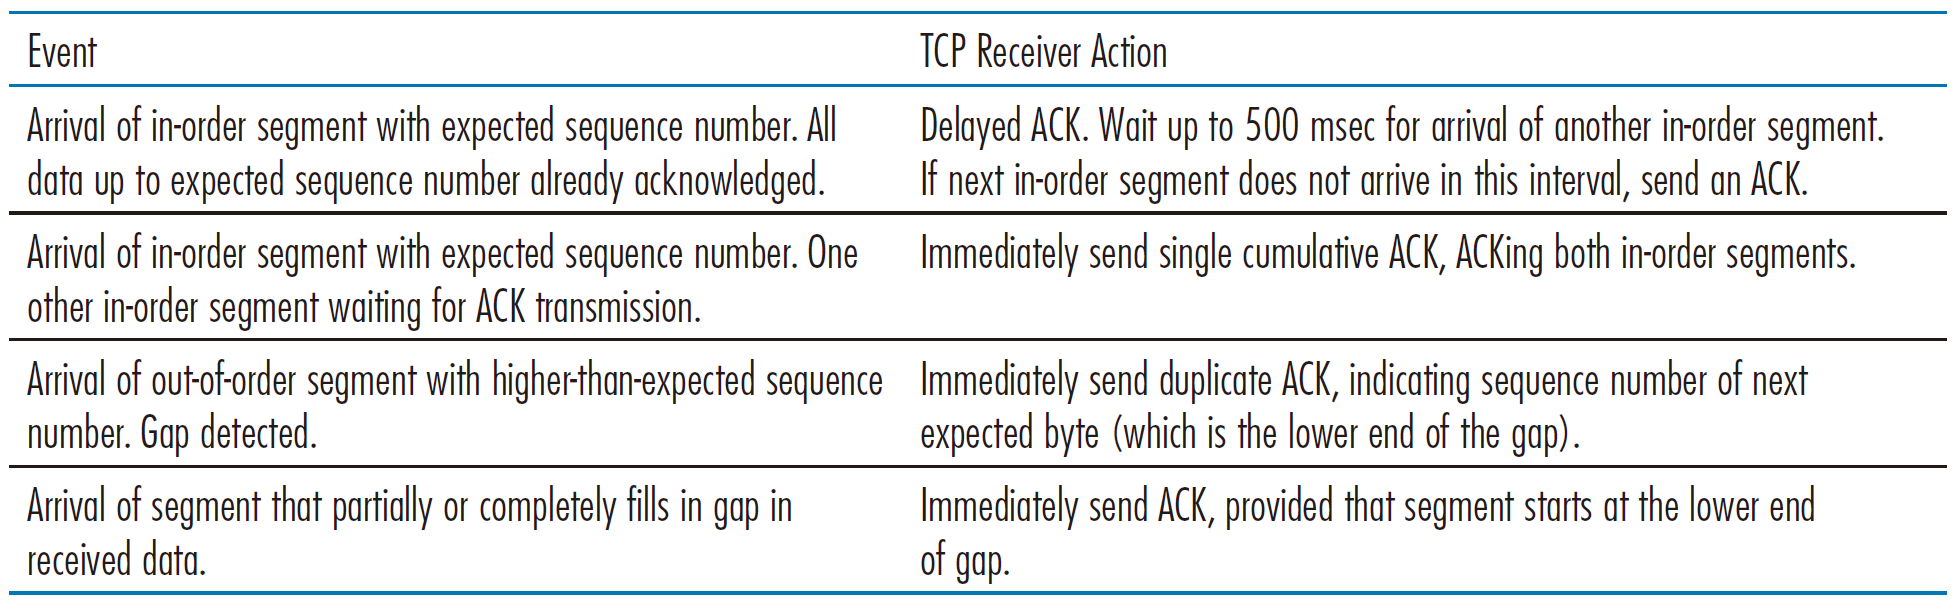 Event
TCP Receiver Action
Arrival of in-order segment with expected sequence number. All
data up to expected sequence number already acknowledged.
Delayed ACK. Wait up to 500 msec for arrival of another in-order segment.
If next in-order segment does not arrive in this interval, send an ACK.
Arrival of in-order segment with expected sequence number. One
other in-order segment waiting for ACK transmission.
Immediately send single cumulative ACK, ACKing both in-order segments.
Arrival of out-of-order segment with higher-than-expected sequence
number. Gap detected.
Immediately send duplicate ACK, indicating sequence number of next
expected byte (which is the lower end of the gap).
Arrival of segment that partially or completely fills in gap in
received data.
Immediately send ACK, provided that segment starts at the lower end
of gap.